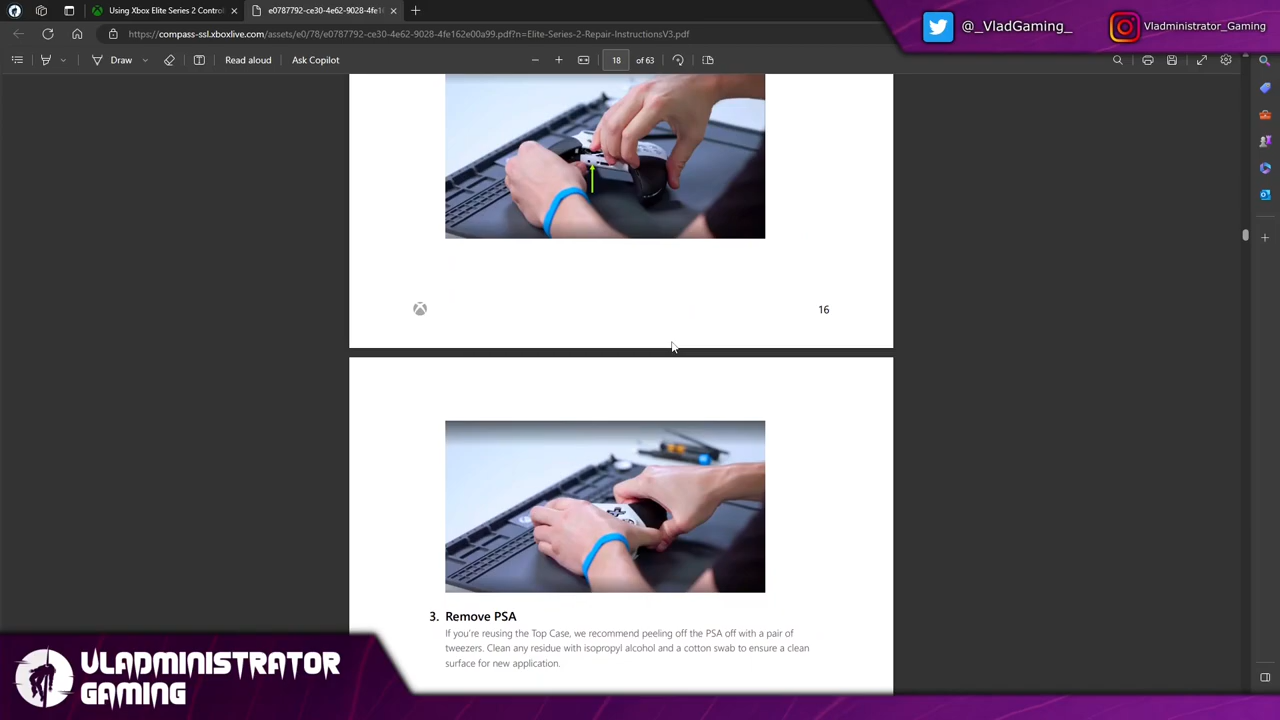 Using Xbox Elite Series 2 Control
e0787792-ce30-4e62-9028-4fe16
https://compass-ssl.xboxlive.com/assets/e0/78/e0787792-ce30-4e62-9028-4fe162e00a99.pdf?n=Elite-Series-2-Repair-InstructionsV3.pdf
@_VladGaming_
Vladministrator_Gaming
Draw
Read aloud
Ask Copilot
18
of 63
16
3. Remove PSA
If you're reusing the Top Case, we recommend peeling off the PSA off with a pair of
tweezers. Clean any residue with isopropyl alcohol and a cotton swab to ensure a clean
surface for new application.
VLADMINISTRATOR
GAMING